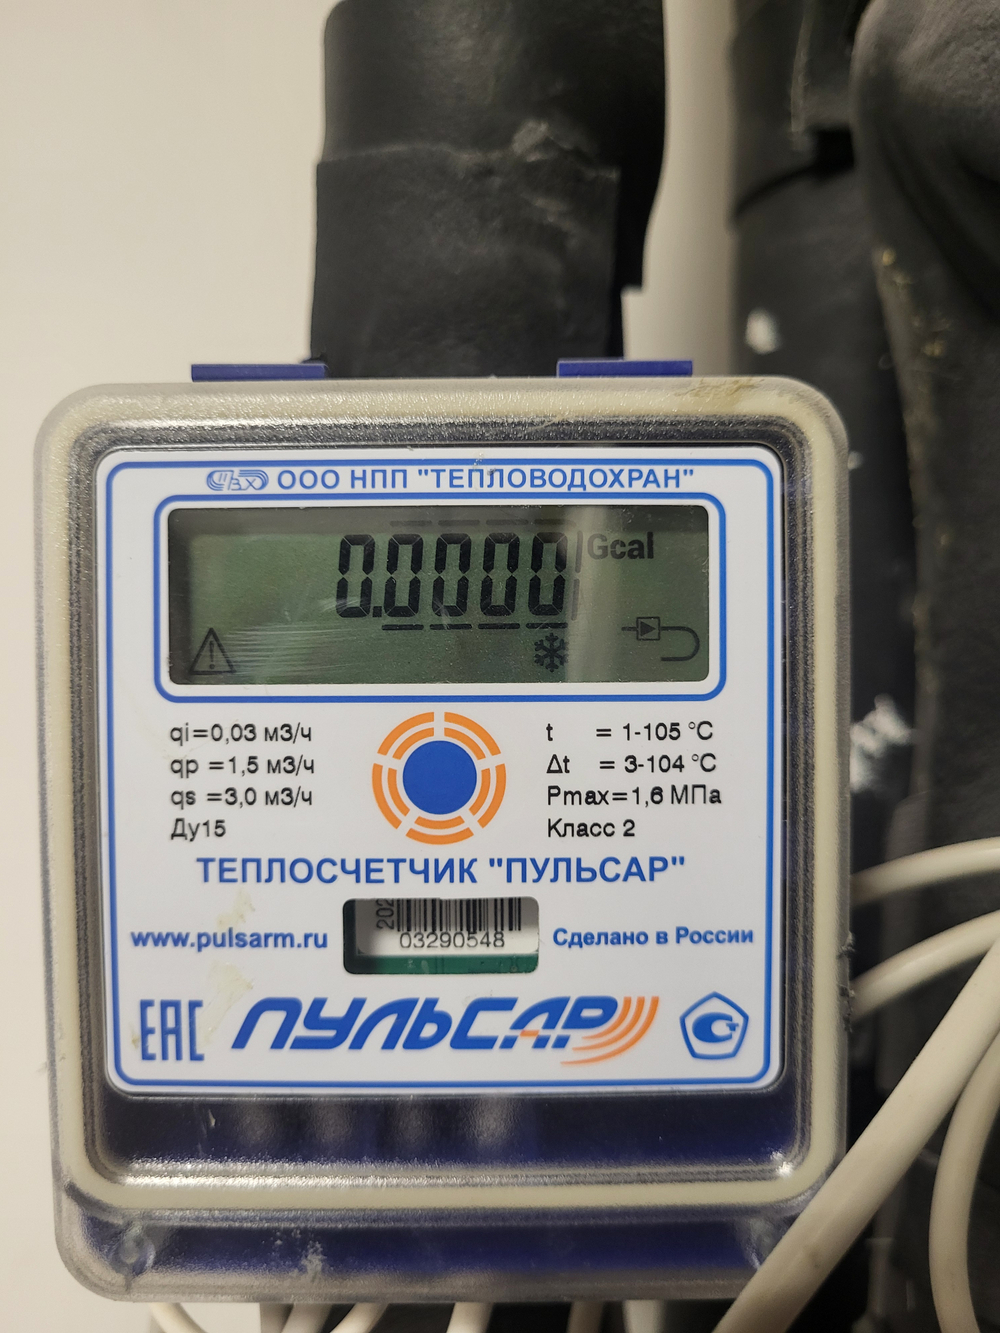 ООО НПП "ТЕПЛОВОДОХРАН"
0.0000 Gcal
qi=0,03 м3/ч
qp =1,5 м3/ч
qs =3,0 м3/ч
Ду15
t = 1-105 °C
Δt = 3-104 °C
Pmax=1,6 МПа
Класс 2
ТЕПЛОСЧЕТЧИК "ПУЛЬСАР"
www.pulsarm.ru
202
03290548
Сделано в России
EAC
ПУЛЬСАР